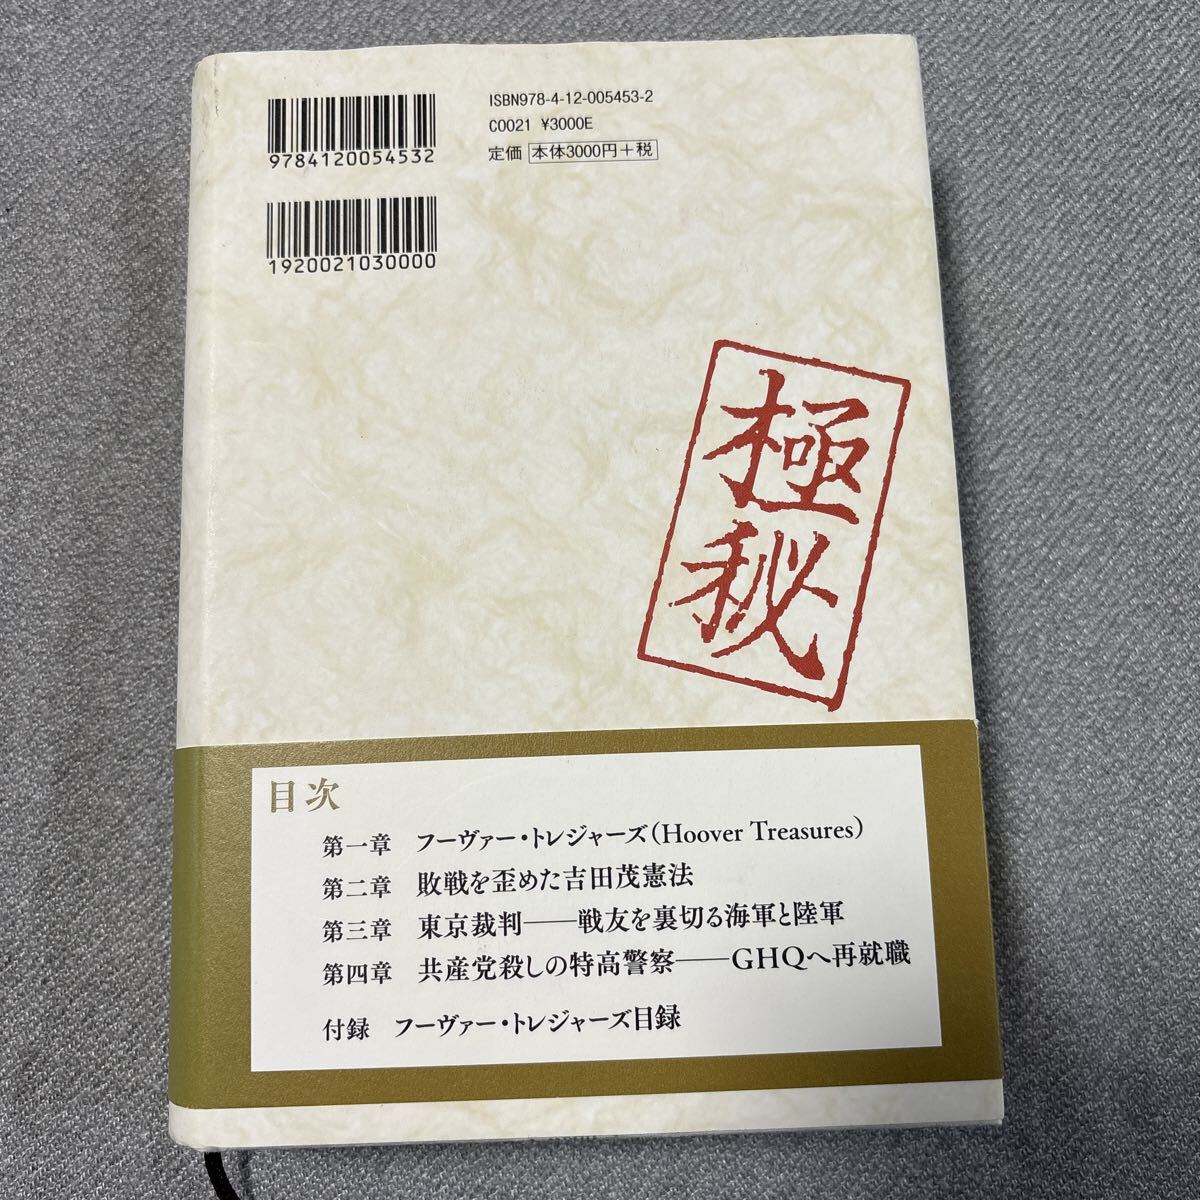 ISBN978-4-12-005453-2
C0021 ¥3000E
定価 本体3000円+税
9784120054532
1920021030000
極秘
目次
第一章 フーヴァー・トレジャーズ(Hoover Treasures)
第二章 敗戦を歪めた吉田茂憲法
第三章 東京裁判――戦友を裏切る海軍と陸軍
第四章 共産党殺しの特高警察――GHQへ再就職
付録 フーヴァー・トレジャーズ目録